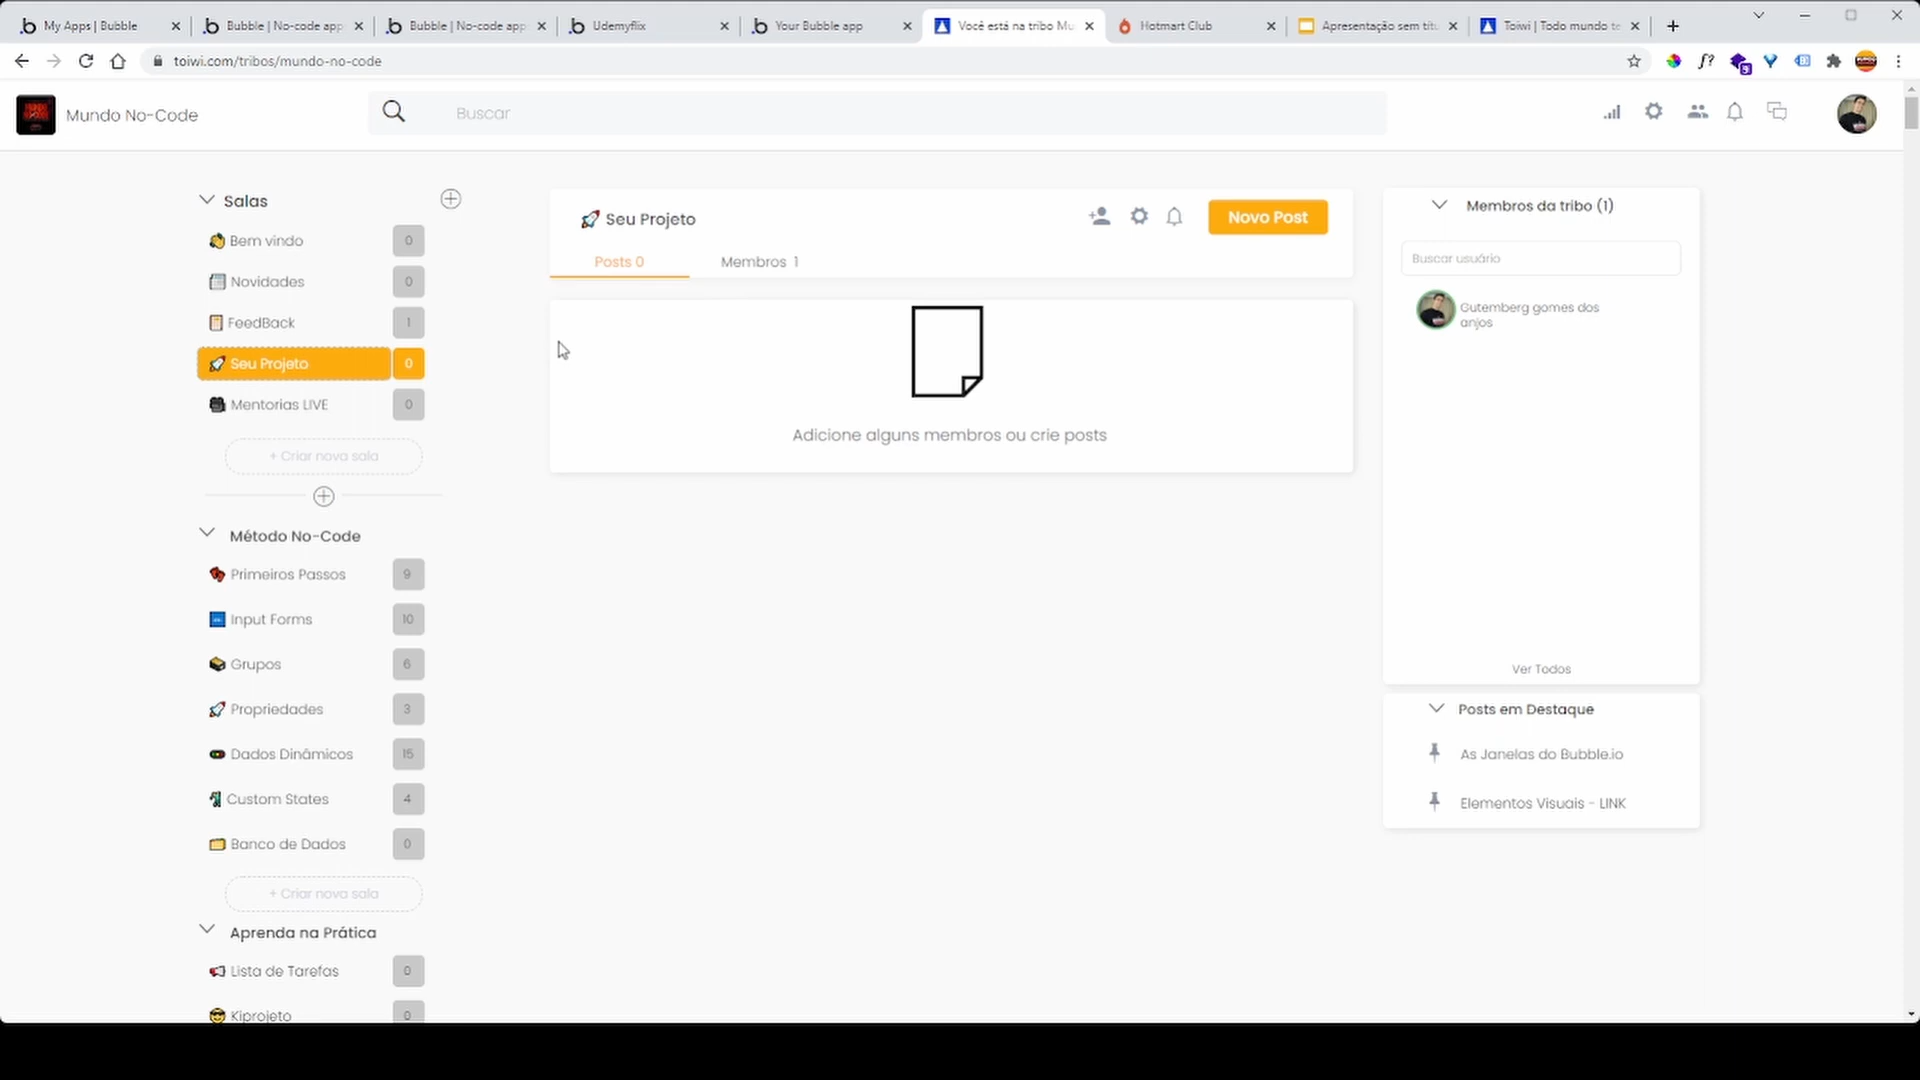 My Apps | Bubble
Bubble | No-code app
Bubble | No-code app
Udemyflix
Your Bubble app
Você está na tribo Mu
Hotmart Club
Apresentação sem títu
Toiwi | Todo mundo te
toiwi.com/tribos/mundo-no-code
f?
Mundo No-Code
Buscar
Salas
Bem vindo 0
Novidades 0
FeedBack 1
Seu Projeto 0
Mentorias LIVE 0
+ Criar nova sala
Método No-Code
Primeiros Passos 9
Input Forms 10
Grupos 6
Propriedades 3
Dados Dinâmicos 15
Custom States 4
Banco de Dados 0
+ Criar nova sala
Aprenda na Prática
Lista de Tarefas 0
Kiprojeto 0
Seu Projeto
Novo Post
Posts 0
Membros 1
Adicione alguns membros ou crie posts
Membros da tribo (1)
Buscar usuário
Gutemberg gomes dos
anjos
Ver Todos
Posts em Destaque
As Janelas do Bubble.io
Elementos Visuais - LINK